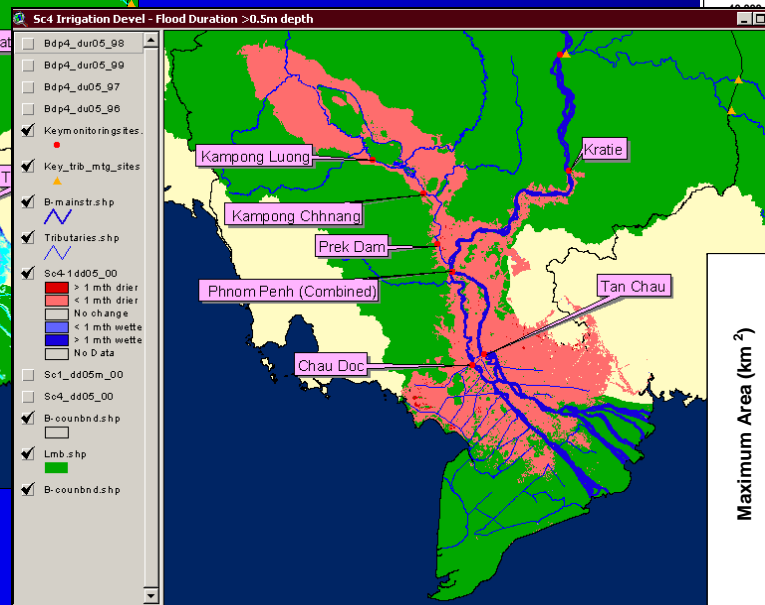 Sc4 Irrigation Devel - Flood Duration >0.5m depth
Bdp4_dur05_98
Bdp4_dur05_99
Bdp4_du05_97
Bdp4_du05_96
Keymonitoringsites.
Key_trib_mtg_sites
B-mainstr.shp
Tributaries.shp
Sc4-1dd05_00
> 1 mth drier
< 1 mth drier
No change
< 1 mth wette
> 1 mth wette
No Data
Sc1_dd05m_00
Sc4_dd05_00
B-counbnd.shp
Lmb.shp
B-counbnd.shp
Kampong Luong
Kratie
Kampong Chhnang
Prek Dam
Phnom Penh (Combined)
Tan Chau
Chau Doc
Maximum Area (km ²)